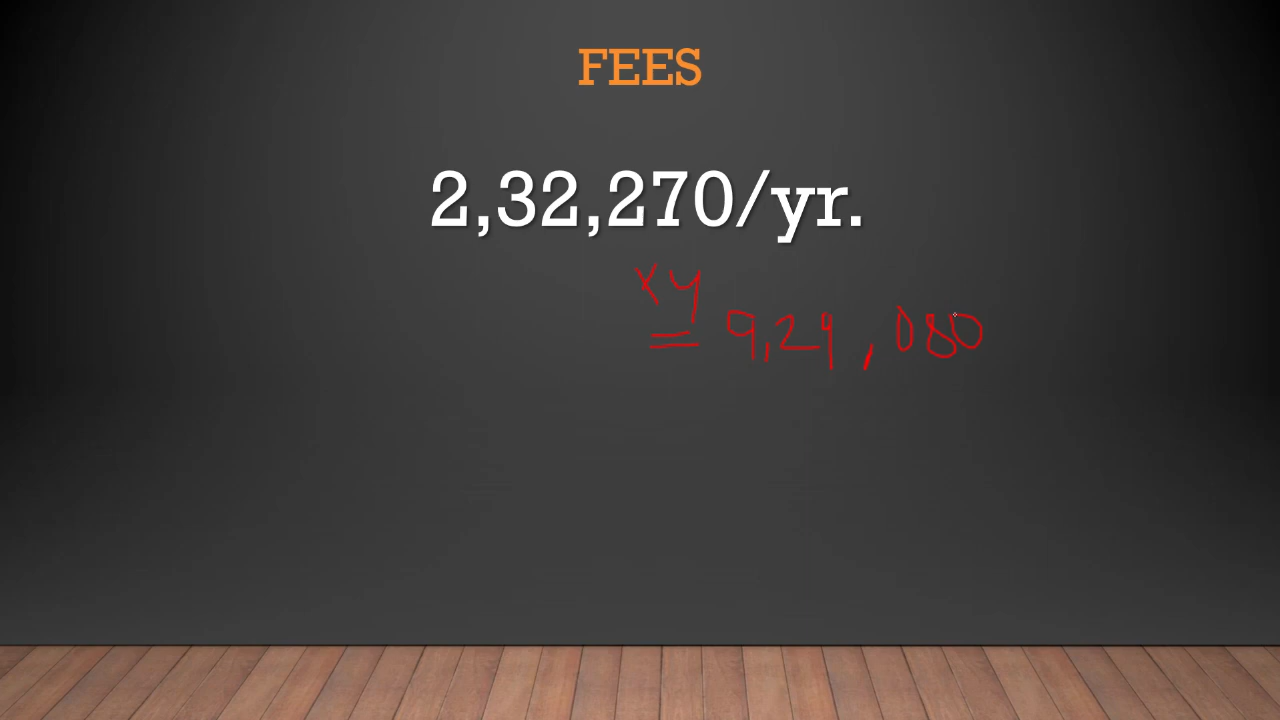 FEES
2,32,270/yr.
x4
= 9,29,080